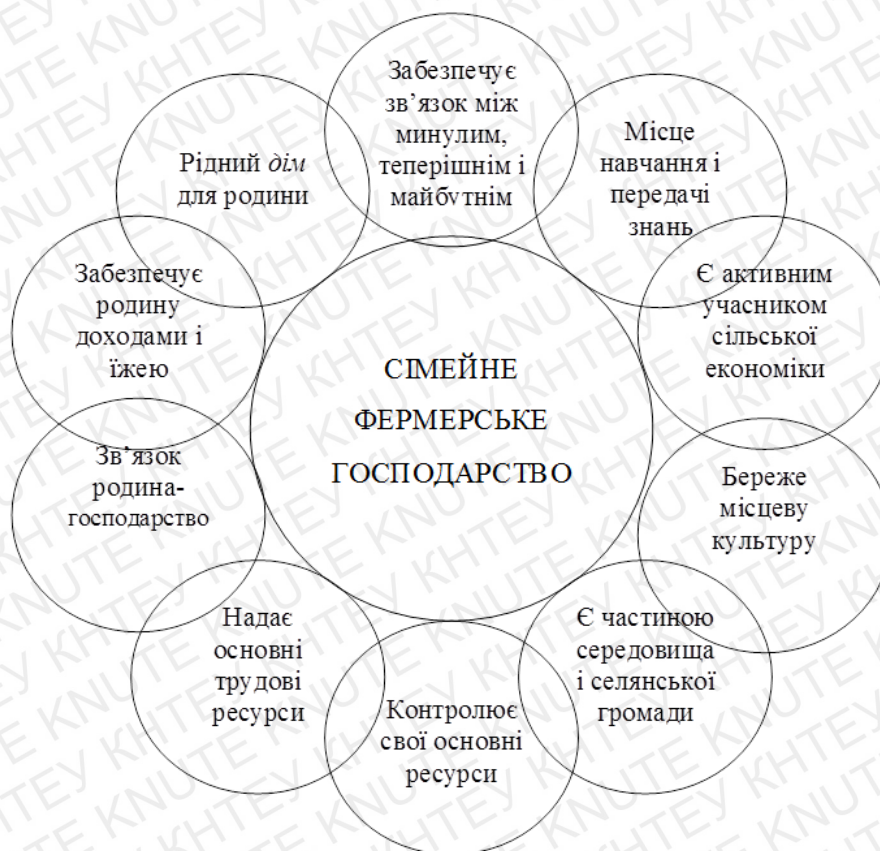 Забезпечує
зв’язок між
минулим,
теперішнім і
майбутнім
Місце
навчання і
передачі
знань
Є активним
учасником
сільської
економіки
Береже
місцеву
культуру
Є частиною
середовища
і селянської
громади
Контролює
свої основні
ресурси
Надає
основні
трудові
ресурси
Зв’язок
родина-
господарство
Забезпечує
родину
доходами і
їжею
Рідний дім
для родини
СІМЕЙНЕ
ФЕРМЕРСЬКЕ
ГОСПОДАРСТВО
KNUTE КНТЕУ